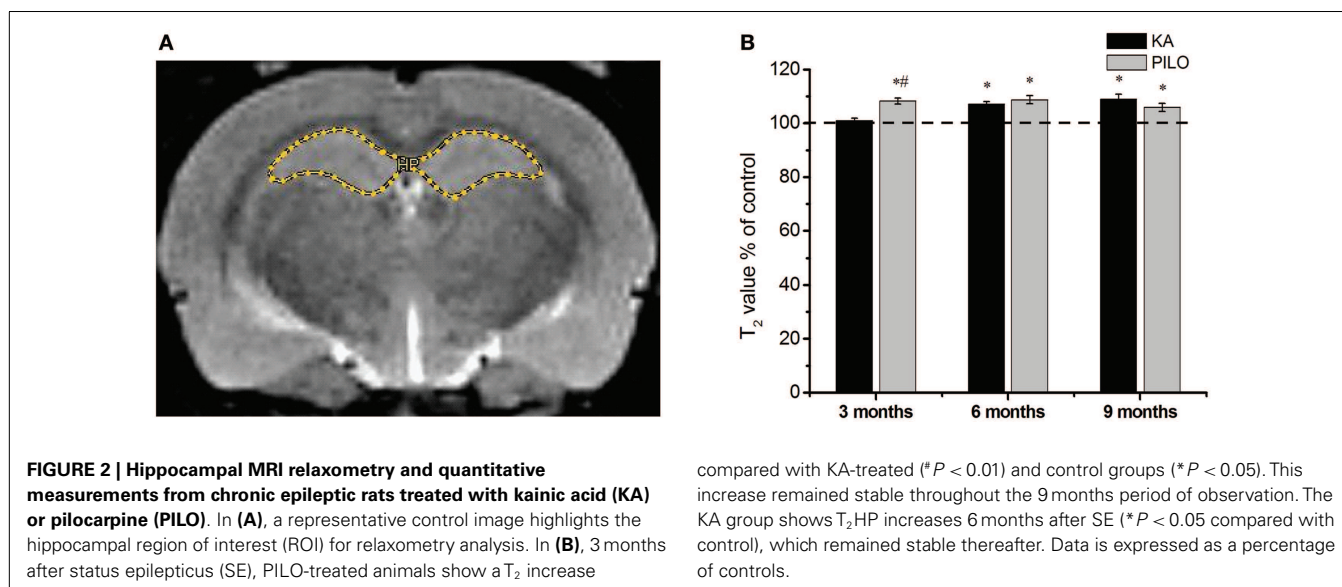 A
HP
B
KA
PILO
120
100
80
60
40
20
0
T₂ value % of control
*#
*
*
*
*
3 months
6 months
9 months
FIGURE 2 | Hippocampal MRI relaxometry and quantitative
measurements from chronic epileptic rats treated with kainic acid (KA)
or pilocarpine (PILO). In (A), a representative control image highlights the
hippocampal region of interest (ROI) for relaxometry analysis. In (B), 3 months
after status epilepticus (SE), PILO-treated animals show a T₂ increase
compared with KA-treated (#P < 0.01) and control groups (*P < 0.05). This
increase remained stable throughout the 9 months period of observation. The
KA group shows T₂HP increases 6 months after SE (*P < 0.05 compared with
control), which remained stable thereafter. Data is expressed as a percentage
of controls.